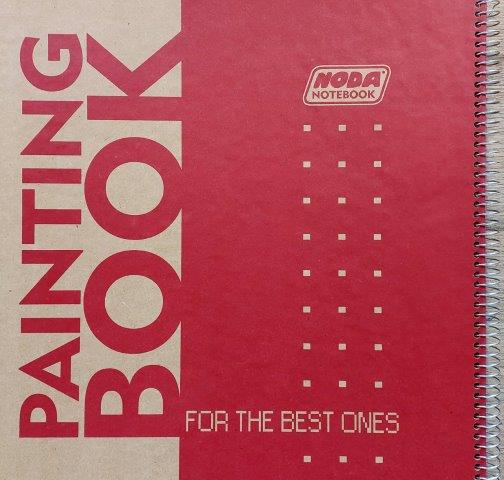 PAINTING
BOOK
NODA
NOTEBOOK
FOR THE BEST ONES